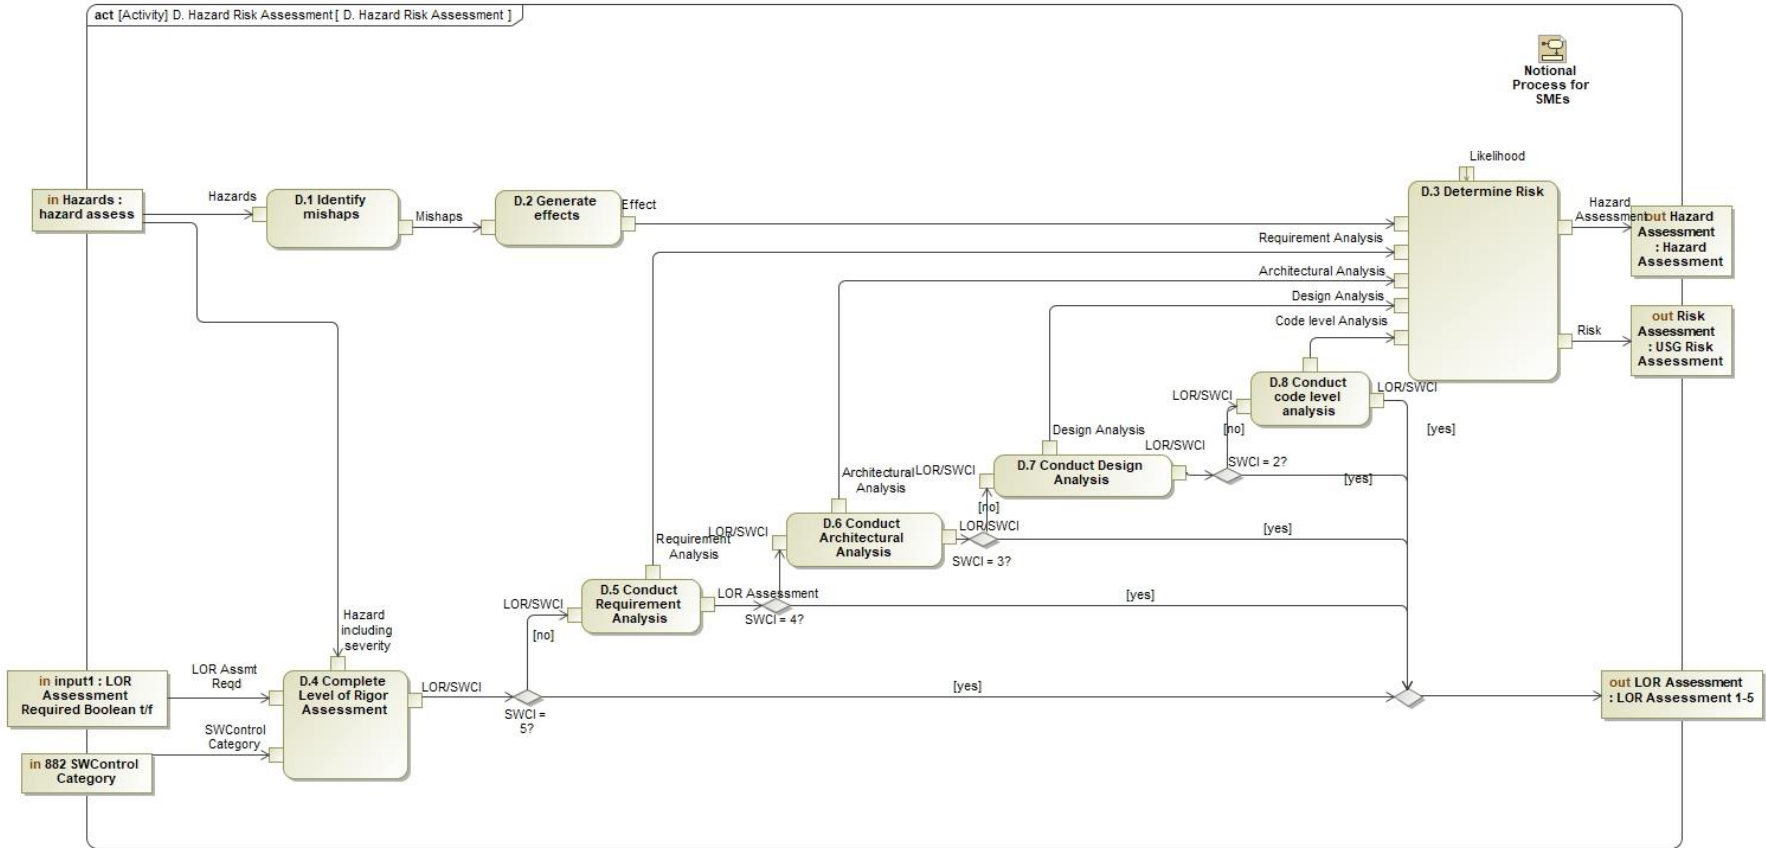 act [Activity] D. Hazard Risk Assessment [ D. Hazard Risk Assessment ]
Notional
Process for
SMEs
in Hazards :
hazard assess
Hazards
D.1 Identify
mishaps
Mishaps
D.2 Generate
effects
Effect
Likelihood
D.3 Determine Risk
Requirement Analysis
Architectural Analysis
Design Analysis
Code level Analysis
Hazard
Assessment
out Hazard
Assessment
: Hazard
Assessment
Risk
out Risk
Assessment
: USG Risk
Assessment
D.8 Conduct
code level
analysis
LOR/SWCI
LOR/SWCI
[no]
[yes]
Design Analysis
LOR/SWCI
D.7 Conduct Design
Analysis
SWCI = 2?
[yes]
Architectural
Analysis
LOR/SWCI
[no]
D.6 Conduct
Architectural
Analysis
LOR/SWCI
LOR/SWCI
SWCI = 3?
[yes]
Requirement
Analysis
D.5 Conduct
Requirement
Analysis
LOR/SWCI
LOR Assessment
SWCI = 4?
[yes]
[no]
Hazard
including
severity
in input1 : LOR
Assessment
Required Boolean t/f
LOR Assmt
Reqd
D.4 Complete
Level of Rigor
Assessment
LOR/SWCI
SWCI =
5?
[yes]
out LOR Assessment
: LOR Assessment 1-5
SWControl
Category
in 882 SWControl
Category